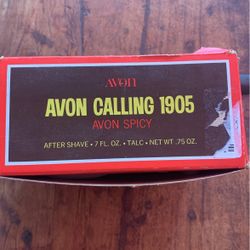 AVON
AVON CALLING 1905
AVON SPICY
AFTER SHAVE • 7 FL. OZ. • TALC • NET WT .75 OZ.